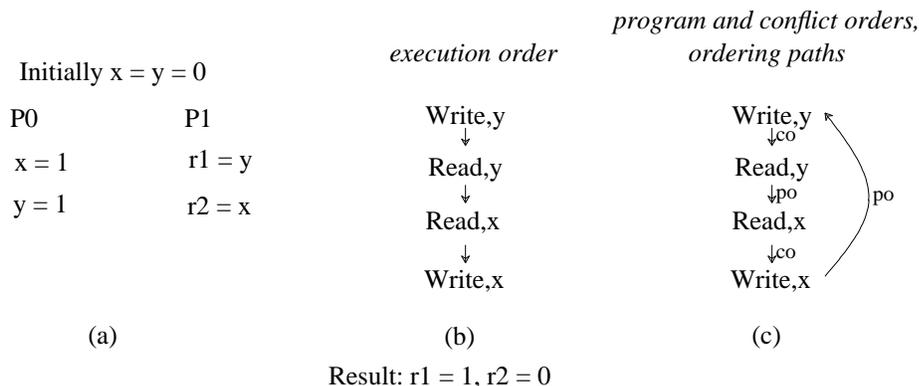 program and conflict orders,
execution order
ordering paths
Initially x = y = 0
P0 P1
x = 1 r1 = y
y = 1 r2 = x
Write,y
Read,y
Read,x
Write,x
Write,y
co
Read,y
po
Read,x
co
Write,x
po
(a) (b) (c)
Result: r1 = 1, r2 = 0